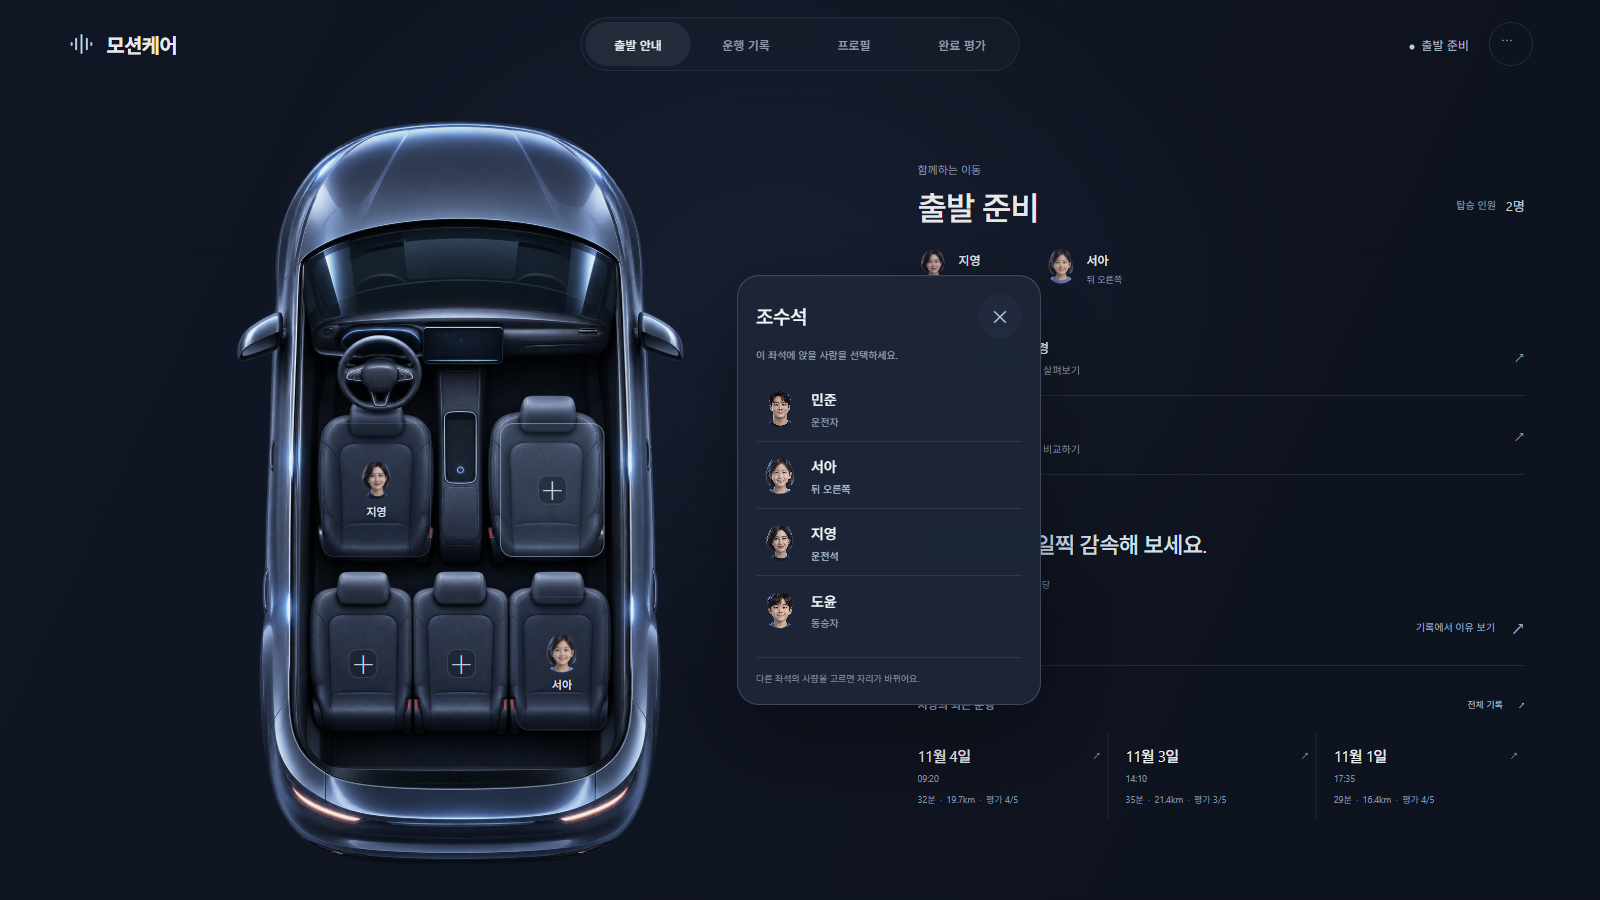 모션케어
출발 안내
운행 기록
프로필
완료 평가
출발 준비
함께하는 이동
출발 준비
탑승 인원 2명
지영
서아
뒤 오른쪽
조수석
이 좌석에 앉을 사람을 선택하세요.
민준
운전자
서아
뒤 오른쪽
지영
운전석
도윤
동승자
다른 좌석의 사람을 고르면 자리가 바뀌어요.
살펴보기
비교하기
일찍 감속해 보세요.
기록에서 이유 보기
지영
서아
전체 기록
11월 4일
09:20
32분 · 19.7km · 평가 4/5
11월 3일
14:10
35분 · 21.4km · 평가 3/5
11월 1일
17:35
29분 · 16.4km · 평가 4/5